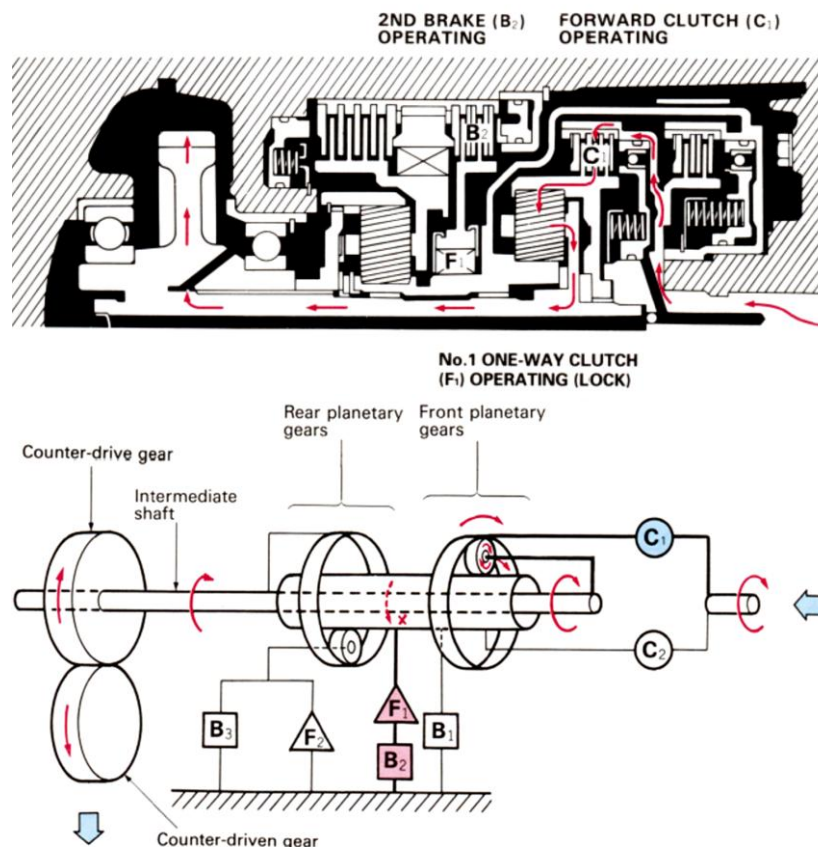 2ND BRAKE (B₂)
OPERATING
FORWARD CLUTCH (C₁)
OPERATING
B₂
C₁
F₁
No.1 ONE-WAY CLUTCH
(F₁) OPERATING (LOCK)
Rear planetary
gears
Front planetary
gears
Counter-drive gear
Intermediate
shaft
C₁
x
C₂
F₁
B₃
F₂
B₁
B₂
Counter-driven gear